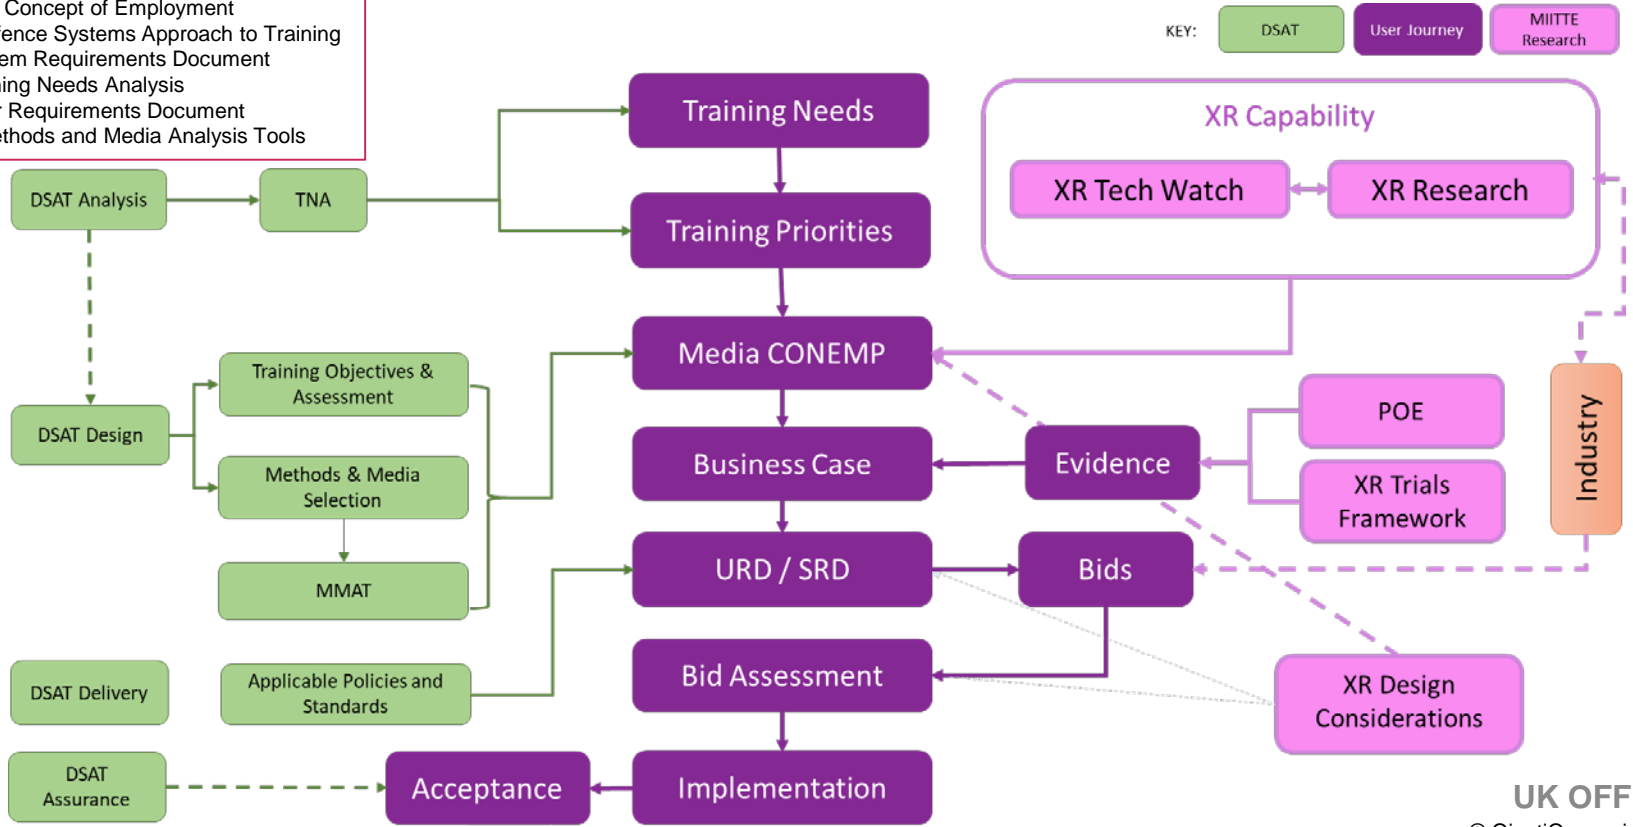 Concept of Employment
Systems Approach to Training
Requirements Document
Needs Analysis
Requirements Document
and Media Analysis Tools
KEY:
DSAT
User Journey
MIITTE
Research
Training Needs
XR Capability
XR Tech Watch
XR Research
DSAT Analysis
TNA
Training Priorities
Media CONEMP
Training Objectives &
Assessment
DSAT Design
Methods & Media
Selection
MMAT
Business Case
Evidence
POE
XR Trials
Framework
Industry
URD / SRD
Bids
Bid Assessment
XR Design
Considerations
DSAT Delivery
Applicable Policies and
Standards
DSAT
Assurance
Acceptance
Implementation
UK OFF